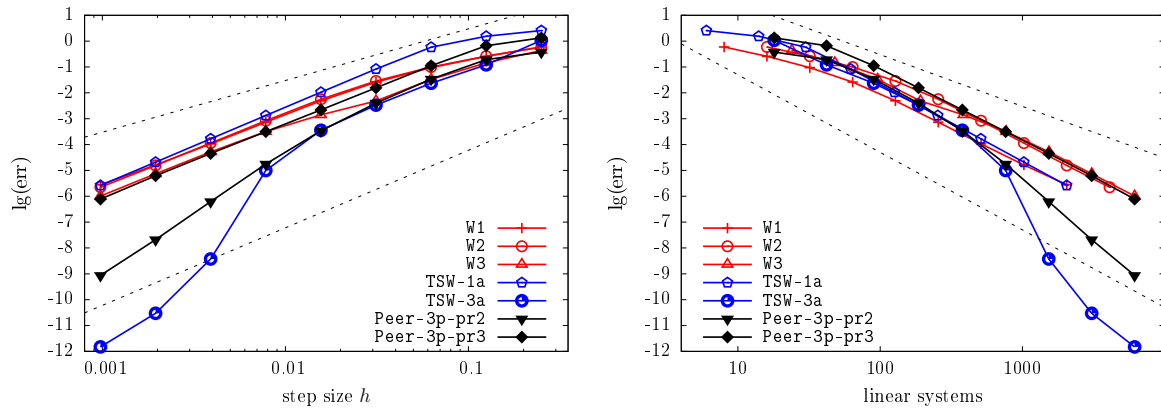 1
0
-1
-2
-3
-4
-5
-6
-7
-8
-9
-10
-11
-12
lg(err)
0.001
0.01
0.1
step size h
W1
W2
W3
TSW-1a
TSW-3a
Peer-3p-pr2
Peer-3p-pr3
1
0
-1
-2
-3
-4
-5
-6
-7
-8
-9
-10
-11
-12
lg(err)
10
100
1000
linear systems
W1
W2
W3
TSW-1a
TSW-3a
Peer-3p-pr2
Peer-3p-pr3